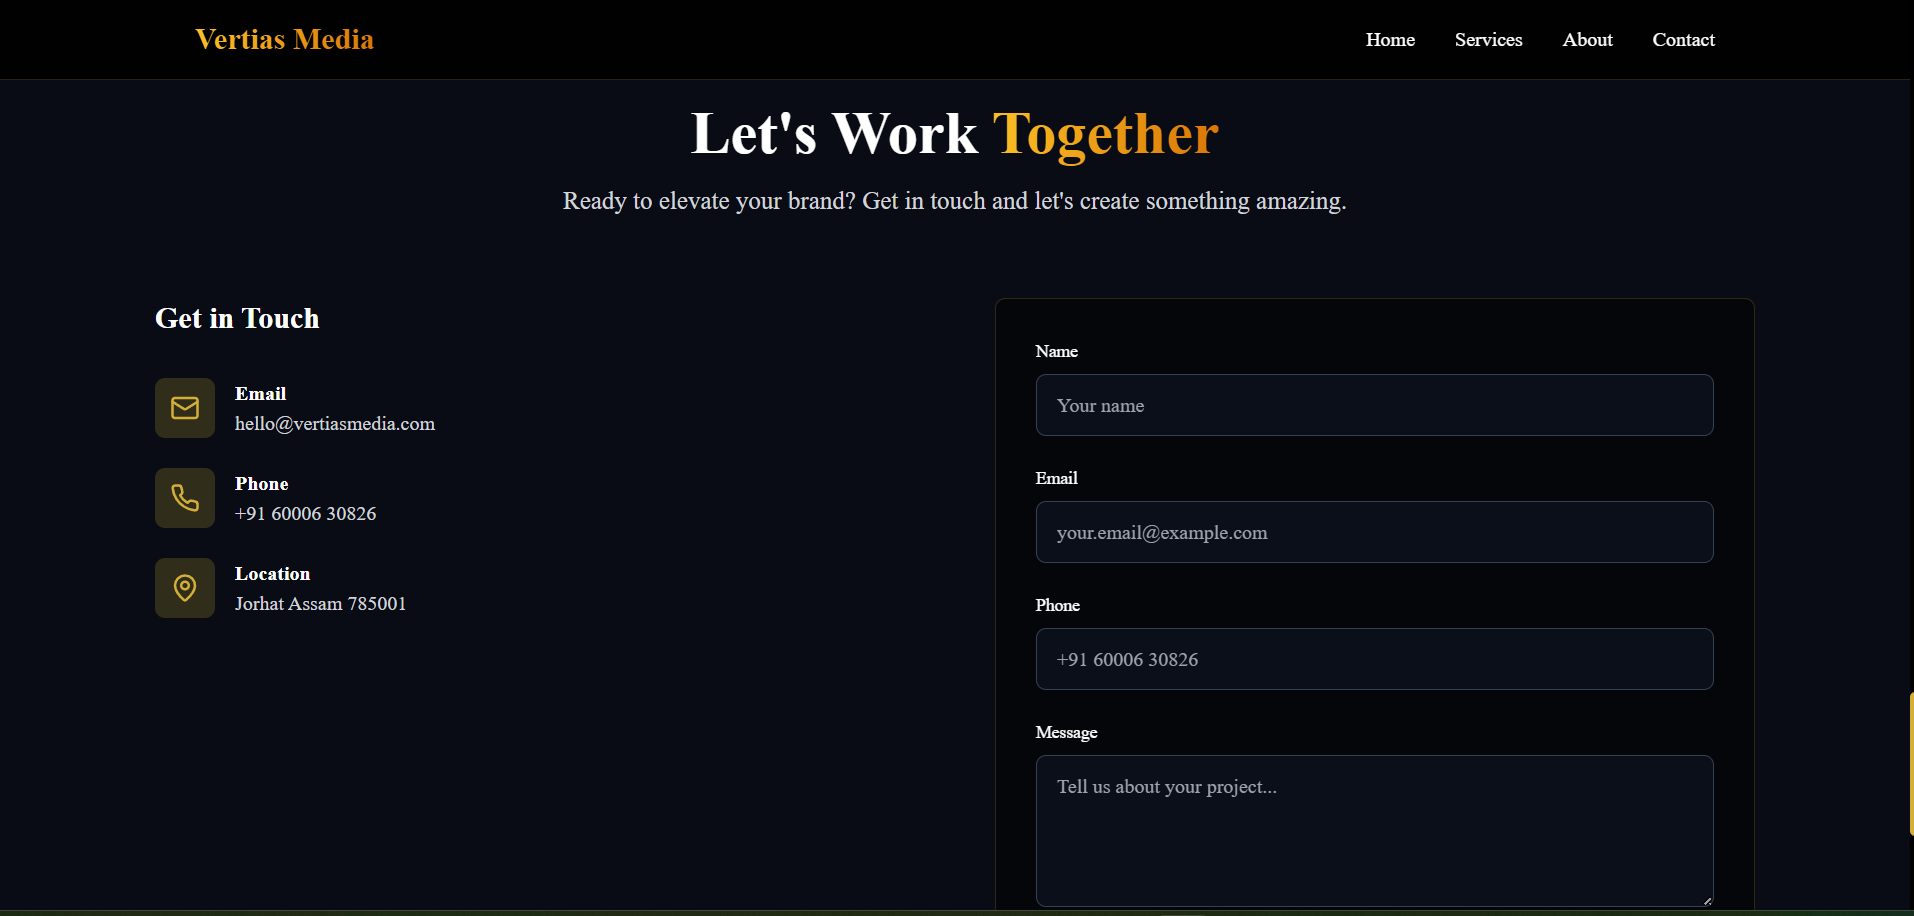 Vertias Media
Home Services About Contact
Let's Work Together
Ready to elevate your brand? Get in touch and let's create something amazing.
Get in Touch
Email
hello@vertiasmedia.com
Phone
+91 60006 30826
Location
Jorhat Assam 785001
Name
Your name
Email
your.email@example.com
Phone
+91 60006 30826
Message
Tell us about your project...